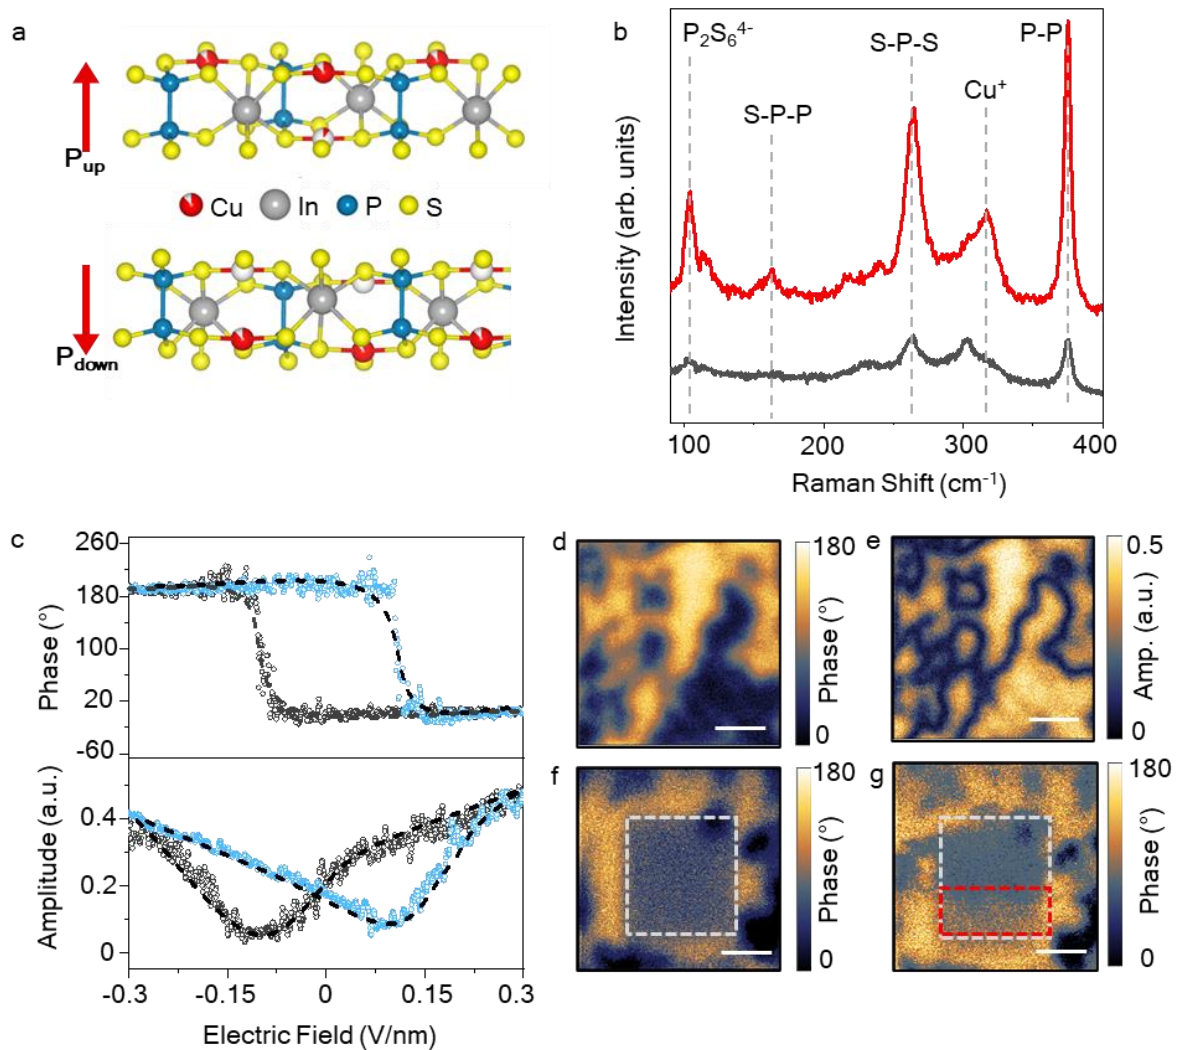 a
P_up
Cu In P S
P_down
b
P₂S₆⁴⁻
S-P-P
S-P-S
Cu⁺
P-P
Intensity (arb. units)
100 200 300 400
Raman Shift (cm⁻¹)
c
260
180
100
20
-60
Phase (°)
0.4
0.2
0
Amplitude (a.u.)
-0.3 -0.15 0 0.15 0.3
Electric Field (V/nm)
d
180
0
Phase (°)
e
0.5
0
Amp. (a.u.)
f
180
0
Phase (°)
g
180
0
Phase (°)